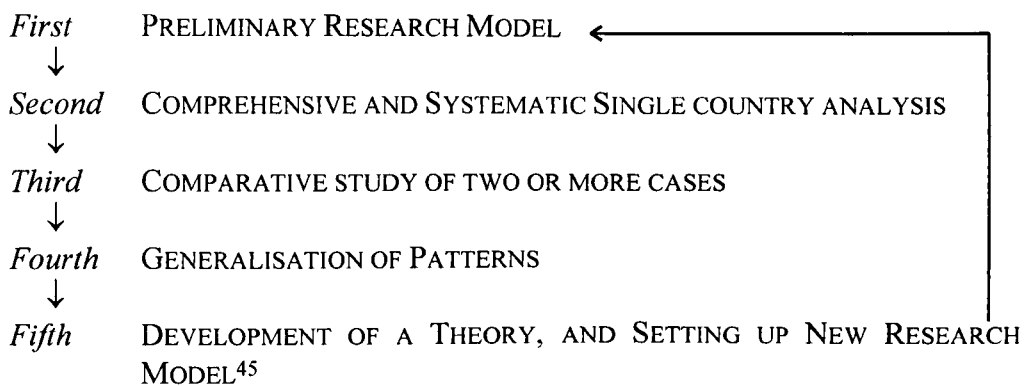 First PRELIMINARY RESEARCH MODEL
↓
Second COMPREHENSIVE AND SYSTEMATIC SINGLE COUNTRY ANALYSIS
↓
Third COMPARATIVE STUDY OF TWO OR MORE CASES
↓
Fourth GENERALISATION OF PATTERNS
↓
Fifth DEVELOPMENT OF A THEORY, AND SETTING UP NEW RESEARCH
MODEL45